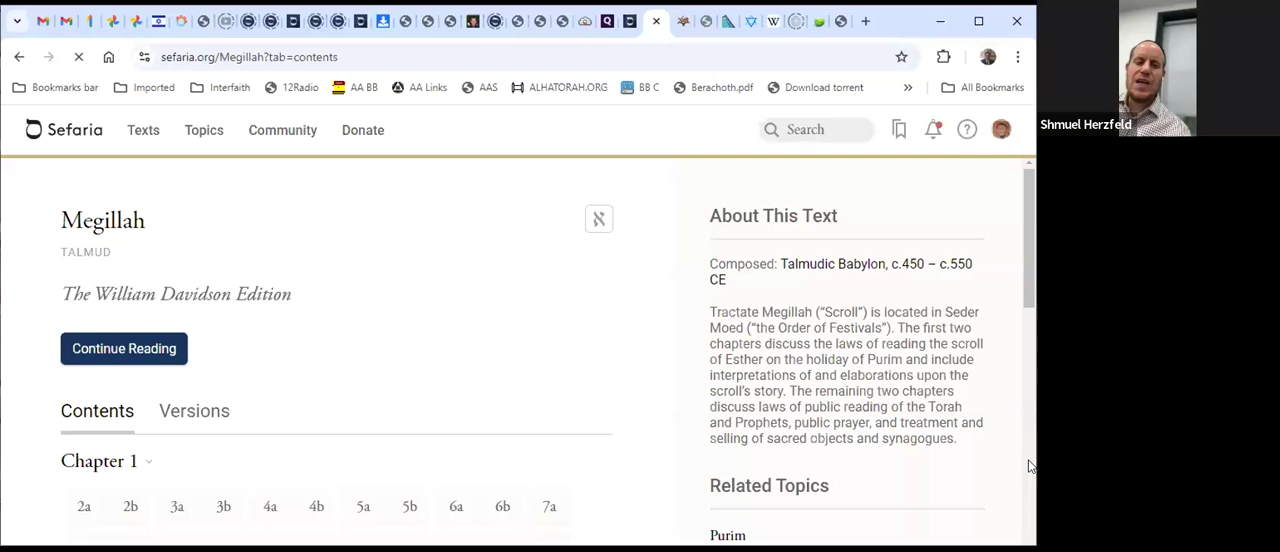 sefaria.org/Megillah?tab=contents
Bookmarks bar Imported Interfaith 12Radio AA BB AA Links AAS ALHATORAH.ORG BB C Berachoth.pdf Download torrent » All Bookmarks
Sefaria Texts Topics Community Donate Search
Shmuel Herzfeld
Megillah
א
TALMUD
The William Davidson Edition
Continue Reading
Contents Versions
Chapter 1
2a 2b 3a 3b 4a 4b 5a 5b 6a 6b 7a
About This Text
Composed: Talmudic Babylon, c.450 – c.550
CE
Tractate Megillah (“Scroll”) is located in Seder
Moed (“the Order of Festivals”). The first two
chapters discuss the laws of reading the scroll
of Esther on the holiday of Purim and include
interpretations of and elaborations upon the
scroll’s story. The remaining two chapters
discuss laws of public reading of the Torah
and Prophets, public prayer, and treatment and
selling of sacred objects and synagogues.
Related Topics
Purim